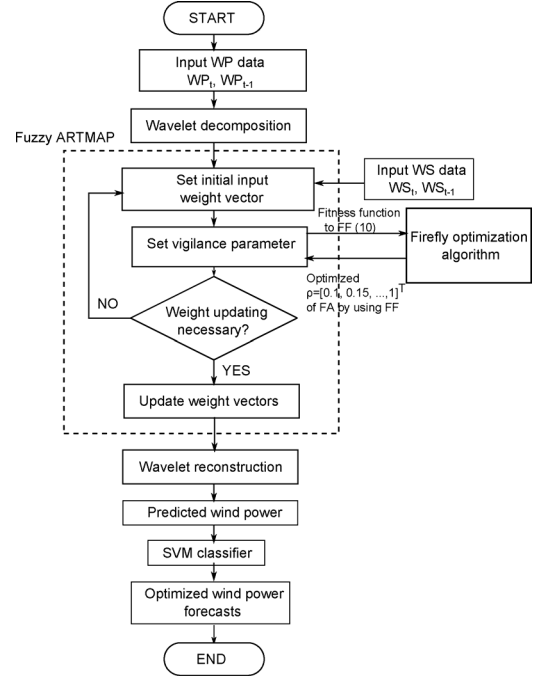 START
Input WP data
WPt, WPt-1
Wavelet decomposition
Fuzzy ARTMAP
Set initial input
weight vector
Input WS data
WSt, WSt-1
Fitness function
to FF (10)
Set vigilance parameter
Firefly optimization
algorithm
Optimized
ρ=[0.1, 0.15, ...,1]T
of FA by using FF
NO
Weight updating
necessary?
YES
Update weight vectors
Wavelet reconstruction
Predicted wind power
SVM classifier
Optimized wind power
forecasts
END